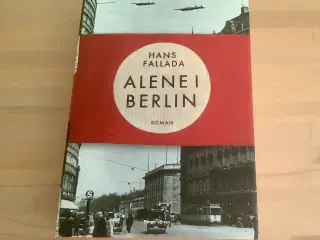 HANS
FALLADA
ALENE I
BERLIN
ROMAN